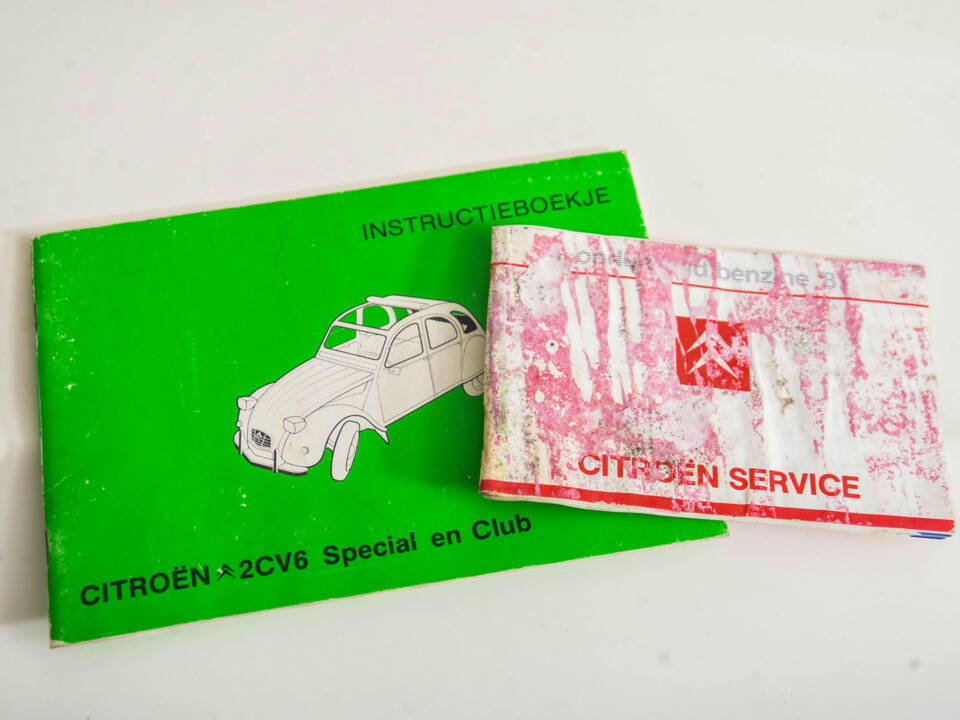 INSTRUCTIEBOEKJE
CITROËN 2CV6 Special en Club
benzine
CITROËN SERVICE